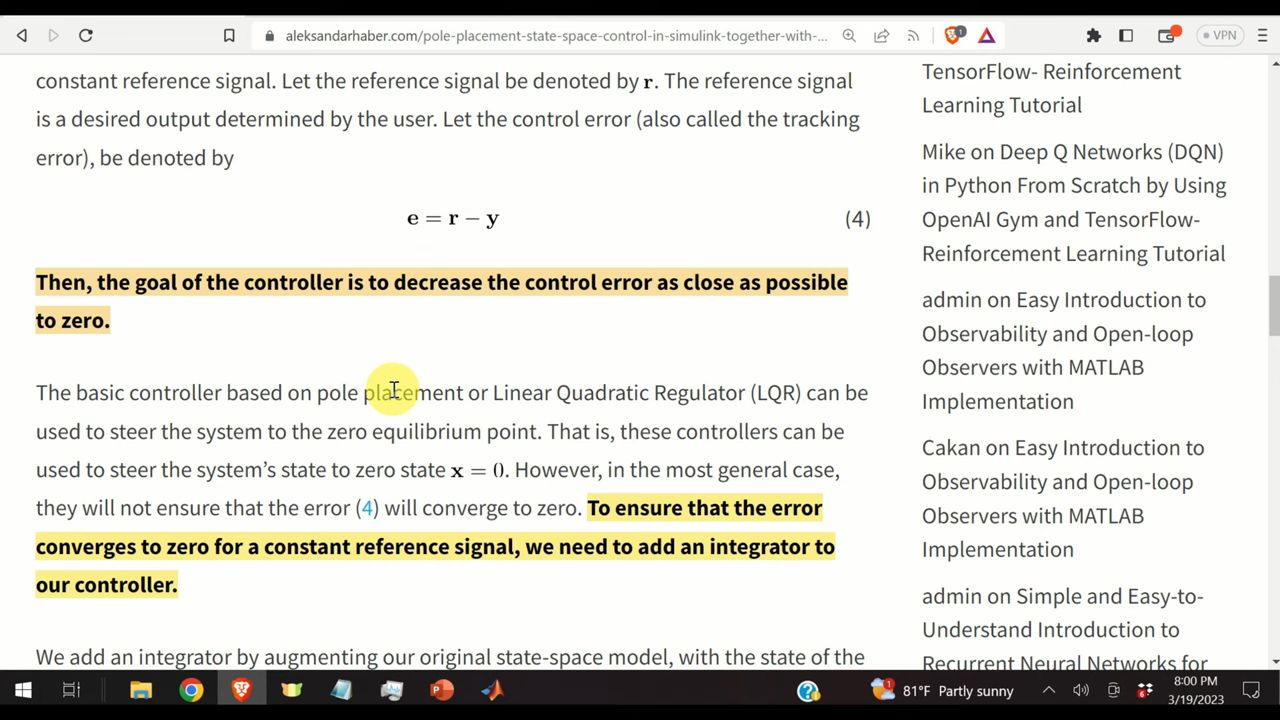 aleksandarhaber.com/pole-placement-state-space-control-in-simulink-together-with-...
VPN
constant reference signal. Let the reference signal be denoted by r. The reference signal
is a desired output determined by the user. Let the control error (also called the tracking
error), be denoted by
e = r − y (4)
Then, the goal of the controller is to decrease the control error as close as possible
to zero.
The basic controller based on pole placement or Linear Quadratic Regulator (LQR) can be
used to steer the system to the zero equilibrium point. That is, these controllers can be
used to steer the system's state to zero state x = 0. However, in the most general case,
they will not ensure that the error (4) will converge to zero. To ensure that the error
converges to zero for a constant reference signal, we need to add an integrator to
our controller.
We add an integrator by augmenting our original state-space model, with the state of the
TensorFlow- Reinforcement
Learning Tutorial
Mike on Deep Q Networks (DQN)
in Python From Scratch by Using
OpenAI Gym and TensorFlow-
Reinforcement Learning Tutorial
admin on Easy Introduction to
Observability and Open-loop
Observers with MATLAB
Implementation
Cakan on Easy Introduction to
Observability and Open-loop
Observers with MATLAB
Implementation
admin on Simple and Easy-to-
Understand Introduction to
Recurrent Neural Networks for
81°F Partly sunny
8:00 PM
3/19/2023